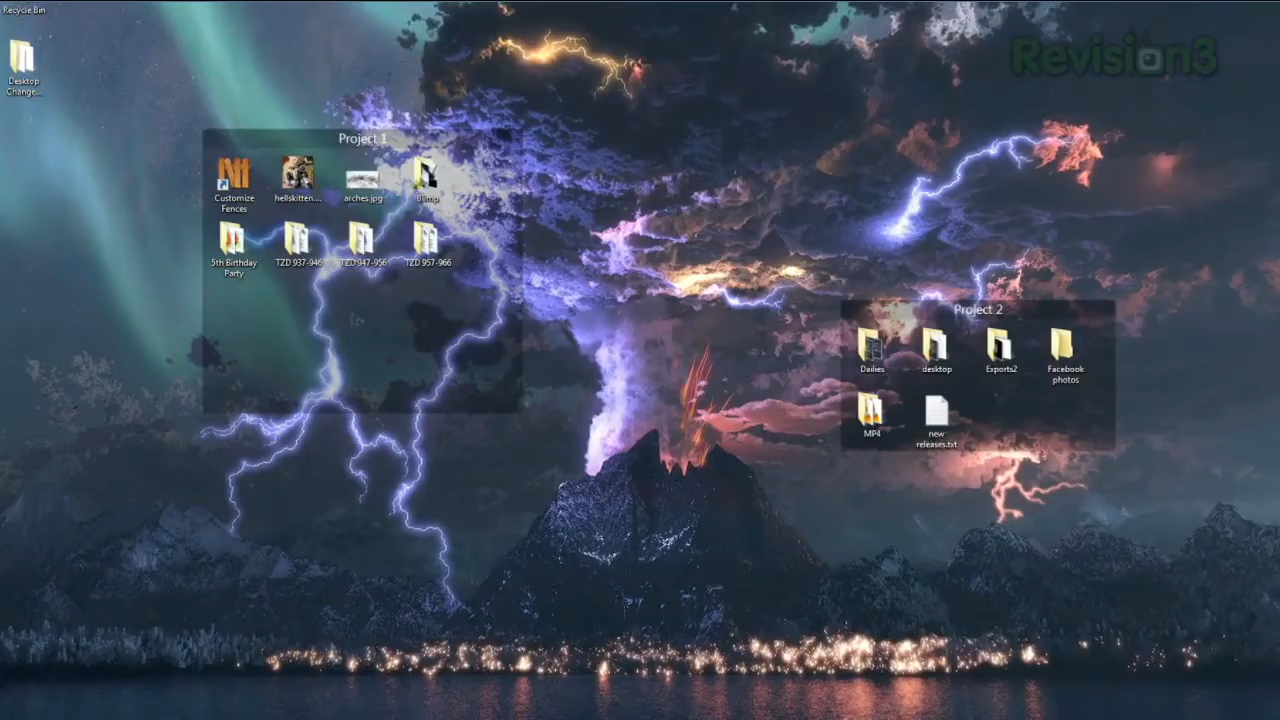 Recycle Bin
Revision3
Desktop
Change...
Project 1
Customize
Fences
hellskitten....
arches.jpg
Blimp
5th Birthday
Party
TZD 937-946
TZD 947-956
TZD 957-966
Project 2
Dailies
desktop
Exports2
Facebook
photos
MP4
new
releases.txt